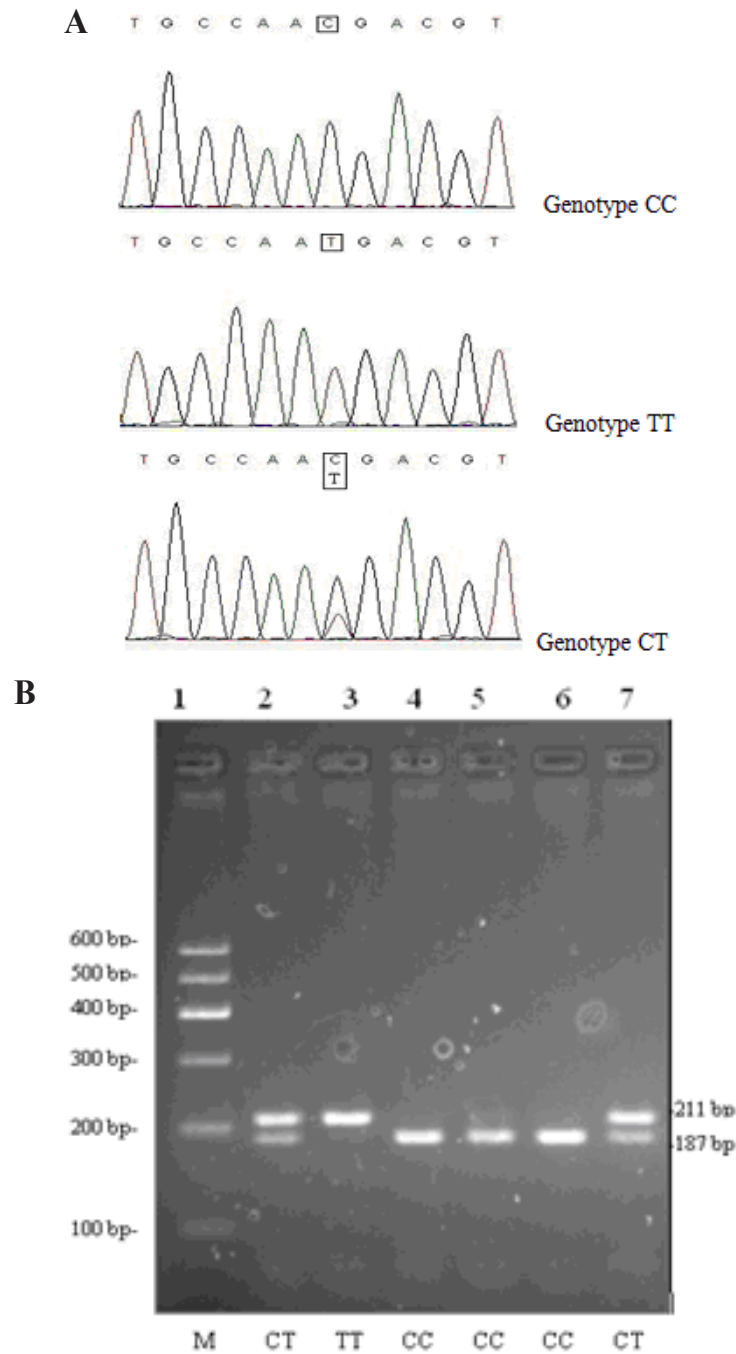 A
T G C C A A C G A C G T
Genotype CC
T G C C A A T G A C G T
Genotype TT
T G C C A A C G A C G T
T
Genotype CT
B
1 2 3 4 5 6 7
600 bp-
500 bp-
400 bp-
300 bp-
-211 bp
200 bp-
-187 bp
100 bp-
M CT TT CC CC CC CT